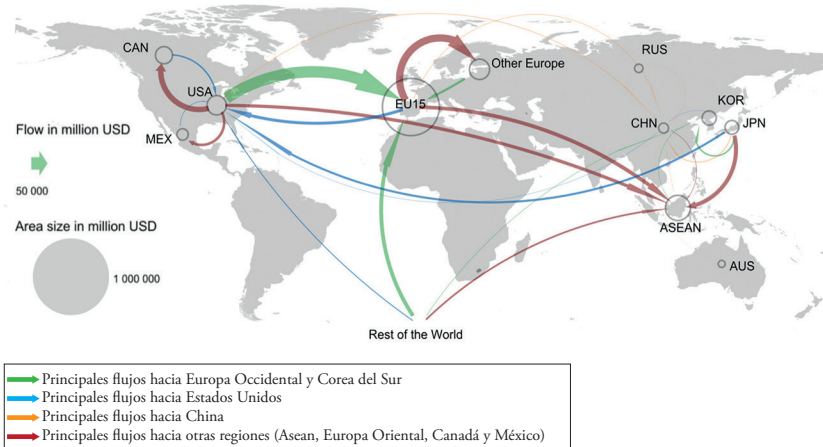 CAN
USA
MEX
EU15
Other Europe
RUS
KOR
CHN
JPN
ASEAN
AUS
Flow in million USD
50 000
Area size in million USD
1 000 000
Rest of the World
Principales flujos hacia Europa Occidental y Corea del Sur
Principales flujos hacia Estados Unidos
Principales flujos hacia China
Principales flujos hacia otras regiones (Asean, Europa Oriental, Canadá y México)